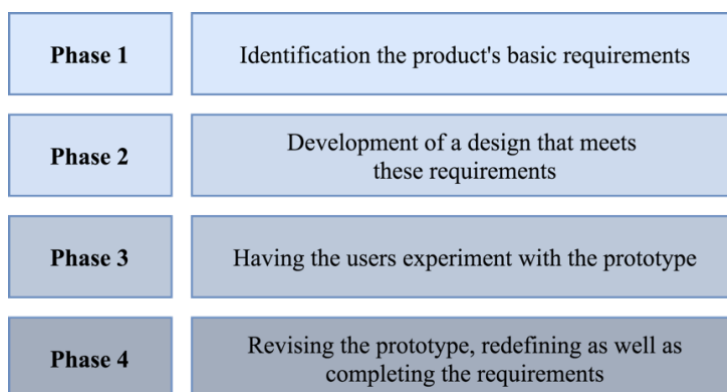 Phase 1
Identification the product's basic requirements
Phase 2
Development of a design that meets
these requirements
Phase 3
Having the users experiment with the prototype
Phase 4
Revising the prototype, redefining as well as
completing the requirements